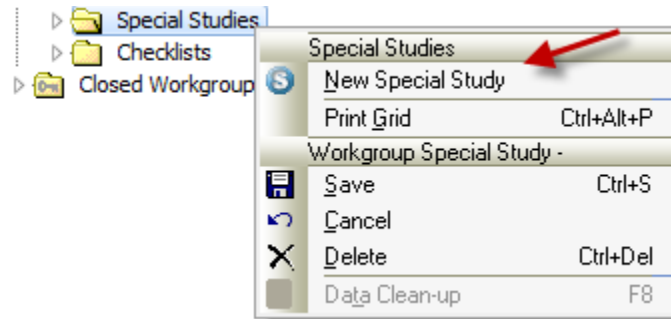 Special Studies
Checklists
Closed Workgroup
Special Studies
New Special Study
Print Grid Ctrl+Alt+P
Workgroup Special Study -
Save Ctrl+S
Cancel
Delete Ctrl+Del
Data Clean-up F8